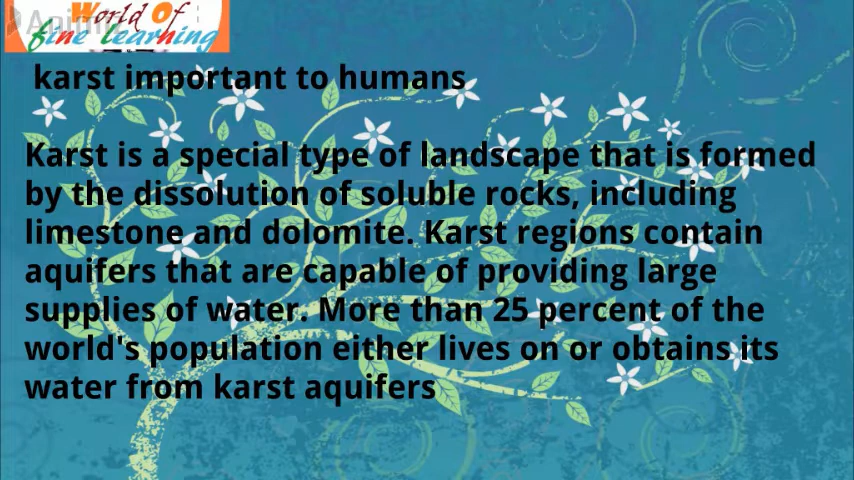 World Of
fine learning
karst important to humans
Karst is a special type of landscape that is formed
by the dissolution of soluble rocks, including
limestone and dolomite. Karst regions contain
aquifers that are capable of providing large
supplies of water. More than 25 percent of the
world's population either lives on or obtains its
water from karst aquifers